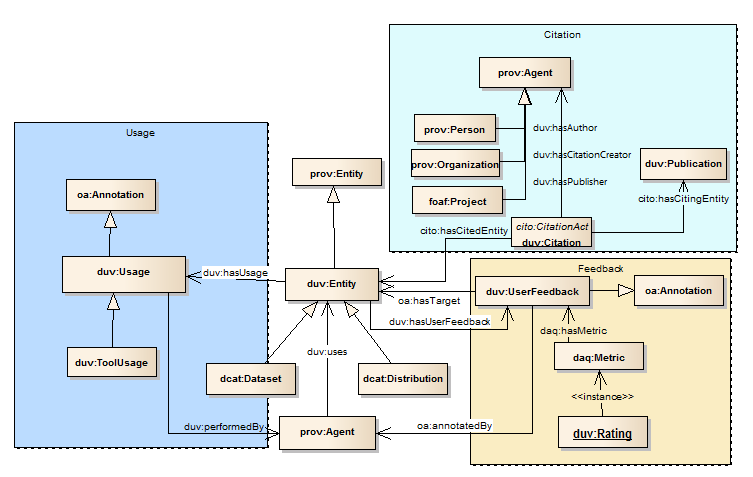 Citation
prov:Agent
prov:Person
duv:hasAuthor
prov:Organization
duv:hasCitationCreator
duv:Publication
foaf:Project
duv:hasPublisher
cito:hasCitingEntity
cito:CitationAct
duv:Citation
cito:hasCitedEntity
Usage
oa:Annotation
duv:Usage
duv:ToolUsage
duv:hasUsage
prov:Entity
duv:Entity
dcat:Dataset
dcat:Distribution
duv:uses
prov:Agent
duv:performedBy
oa:annotatedBy
Feedback
duv:UserFeedback
oa:Annotation
oa:hasTarget
duv:hasUserFeedback
daq:hasMetric
daq:Metric
<<instance>>
duv:Rating